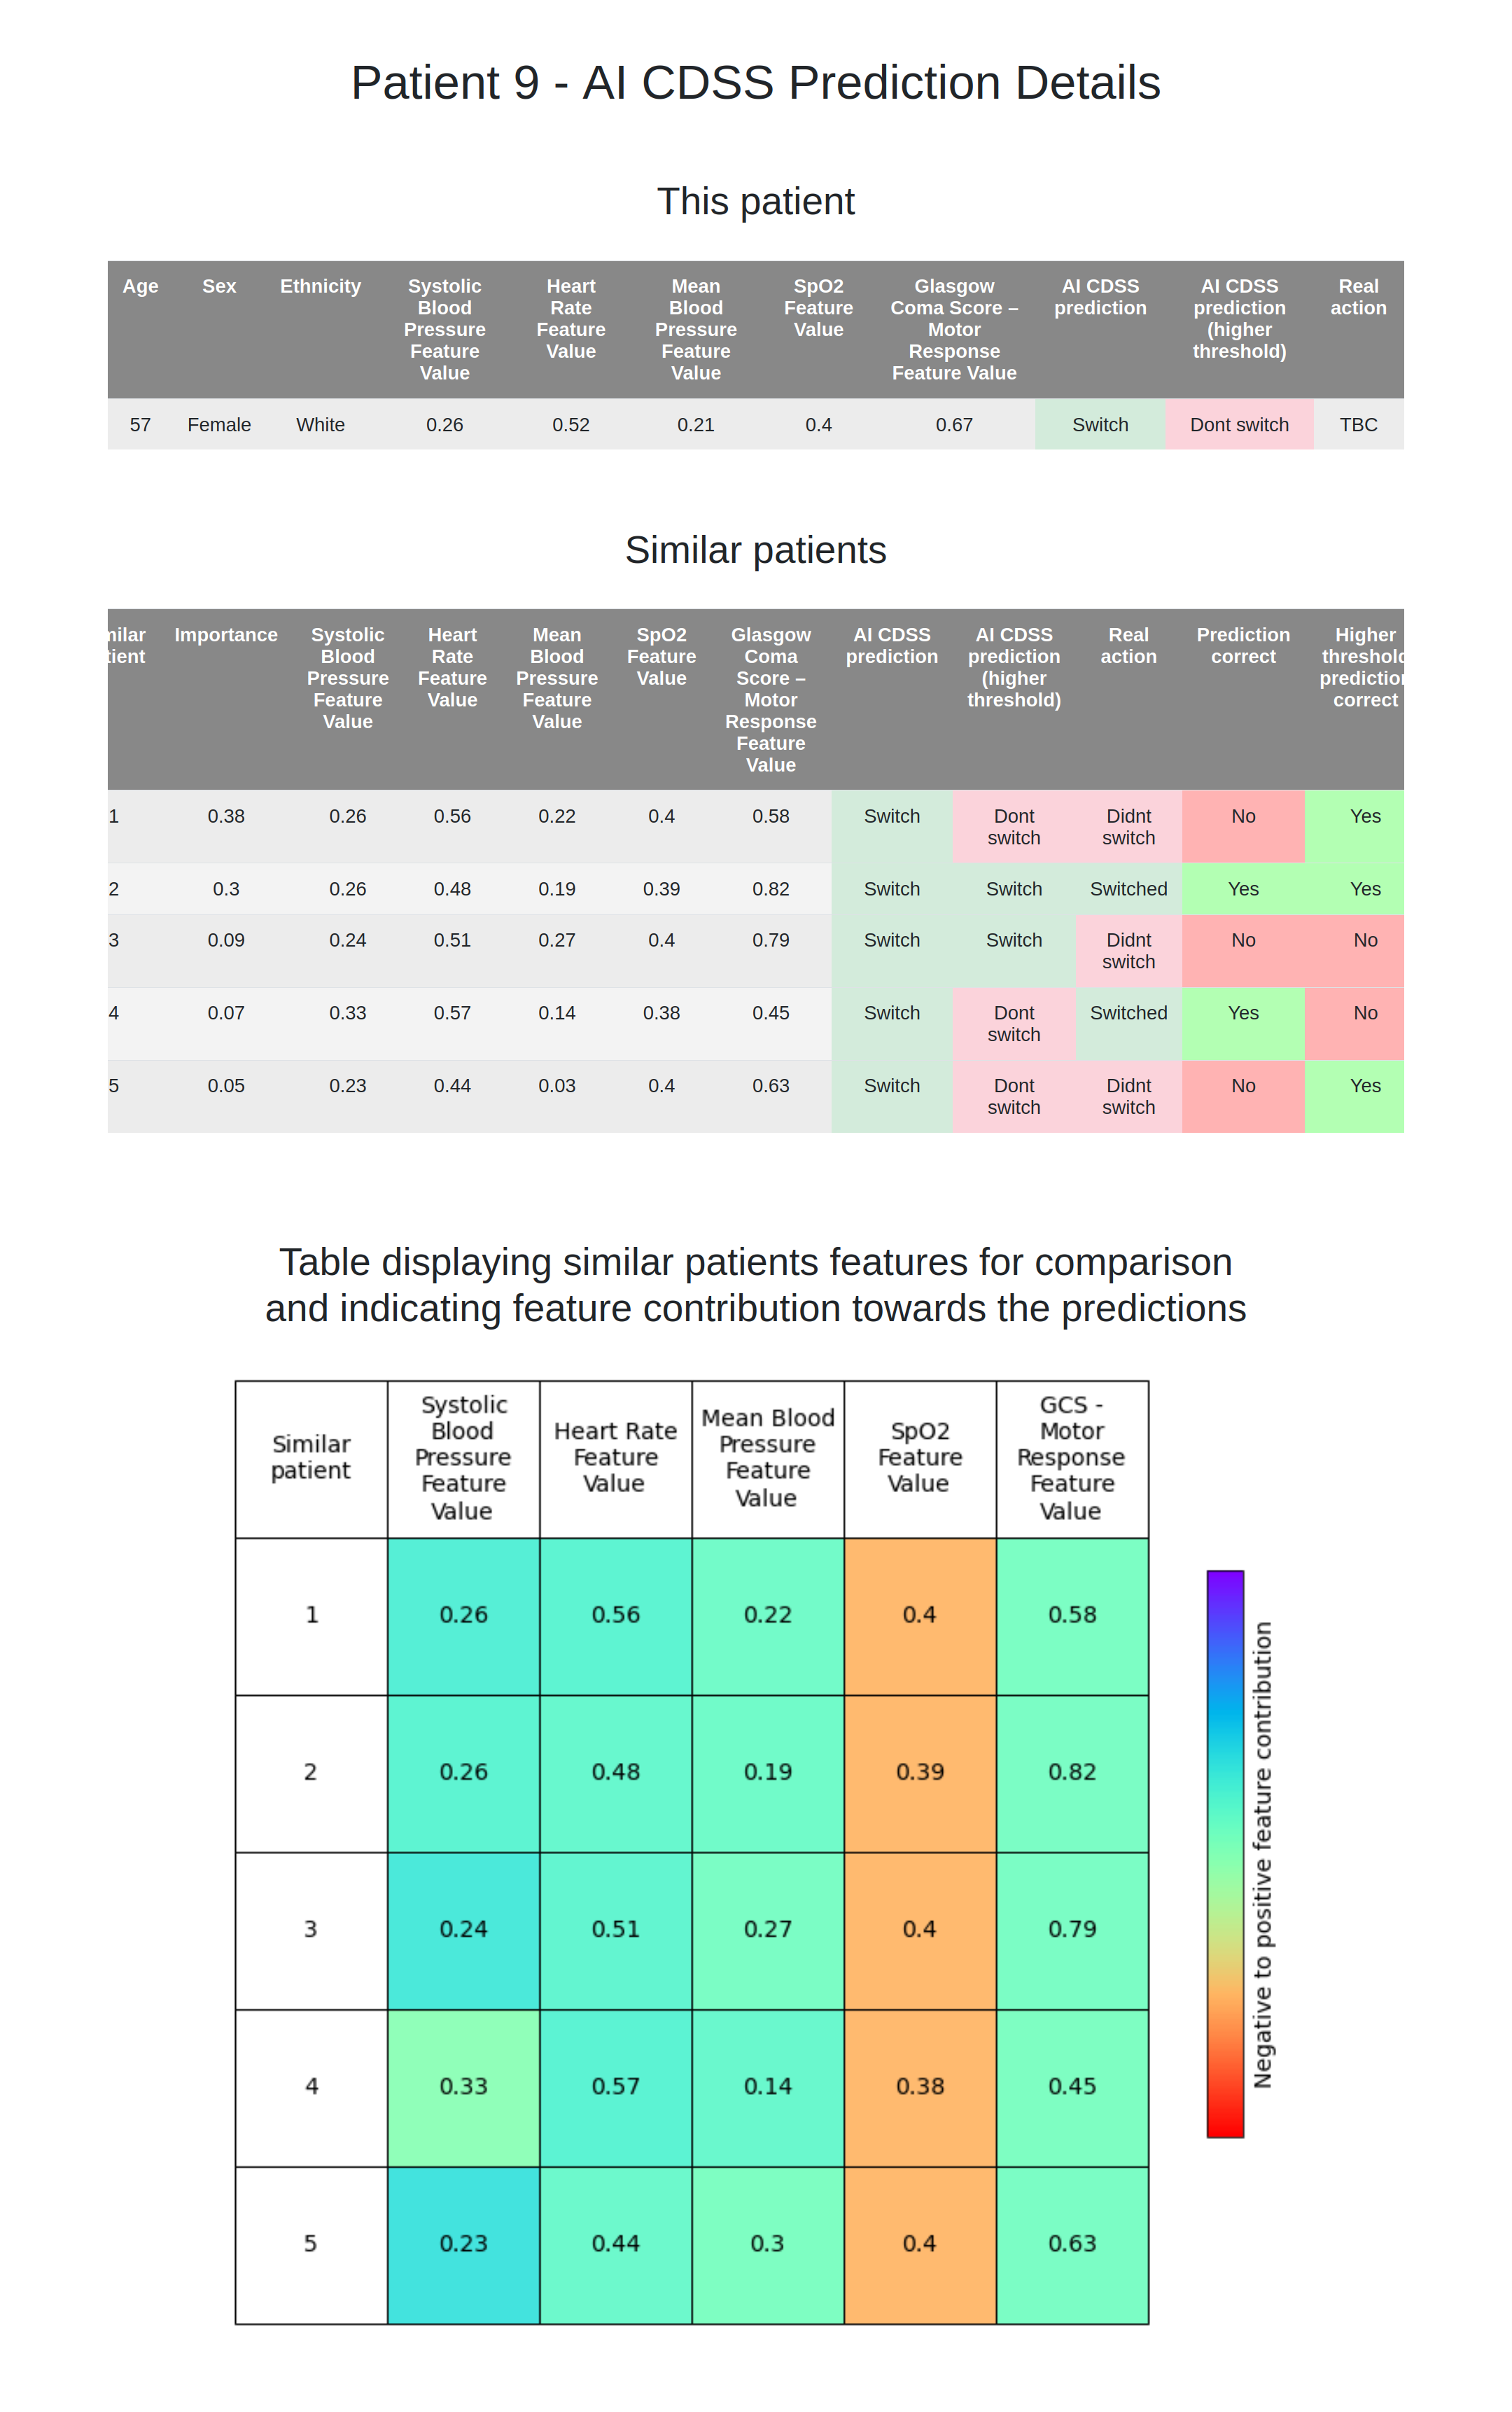 Patient 9 - AI CDSS Prediction Details
This patient
Age Sex Ethnicity Systolic Blood Pressure Feature Value Heart Rate Feature Value Mean Blood Pressure Feature Value SpO2 Feature Value Glasgow Coma Score – Motor Response Feature Value AI CDSS prediction AI CDSS prediction (higher threshold) Real action
57 Female White 0.26 0.52 0.21 0.4 0.67 Switch Dont switch TBC
Similar patients
milar tient Importance Systolic Blood Pressure Feature Value Heart Rate Feature Value Mean Blood Pressure Feature Value SpO2 Feature Value Glasgow Coma Score – Motor Response Feature Value AI CDSS prediction AI CDSS prediction (higher threshold) Real action Prediction correct Higher threshold prediction correct
1 0.38 0.26 0.56 0.22 0.4 0.58 Switch Dont switch Didnt switch No Yes
2 0.3 0.26 0.48 0.19 0.39 0.82 Switch Switch Switched Yes Yes
3 0.09 0.24 0.51 0.27 0.4 0.79 Switch Switch Didnt switch No No
4 0.07 0.33 0.57 0.14 0.38 0.45 Switch Dont switch Switched Yes No
5 0.05 0.23 0.44 0.03 0.4 0.63 Switch Dont switch Didnt switch No Yes
Table displaying similar patients features for comparison
and indicating feature contribution towards the predictions
Similar patient Systolic Blood Pressure Feature Value Heart Rate Feature Value Mean Blood Pressure Feature Value SpO2 Feature Value GCS - Motor Response Feature Value
1 0.26 0.56 0.22 0.4 0.58
2 0.26 0.48 0.19 0.39 0.82
3 0.24 0.51 0.27 0.4 0.79
4 0.33 0.57 0.14 0.38 0.45
5 0.23 0.44 0.3 0.4 0.63
Negative to positive feature contribution